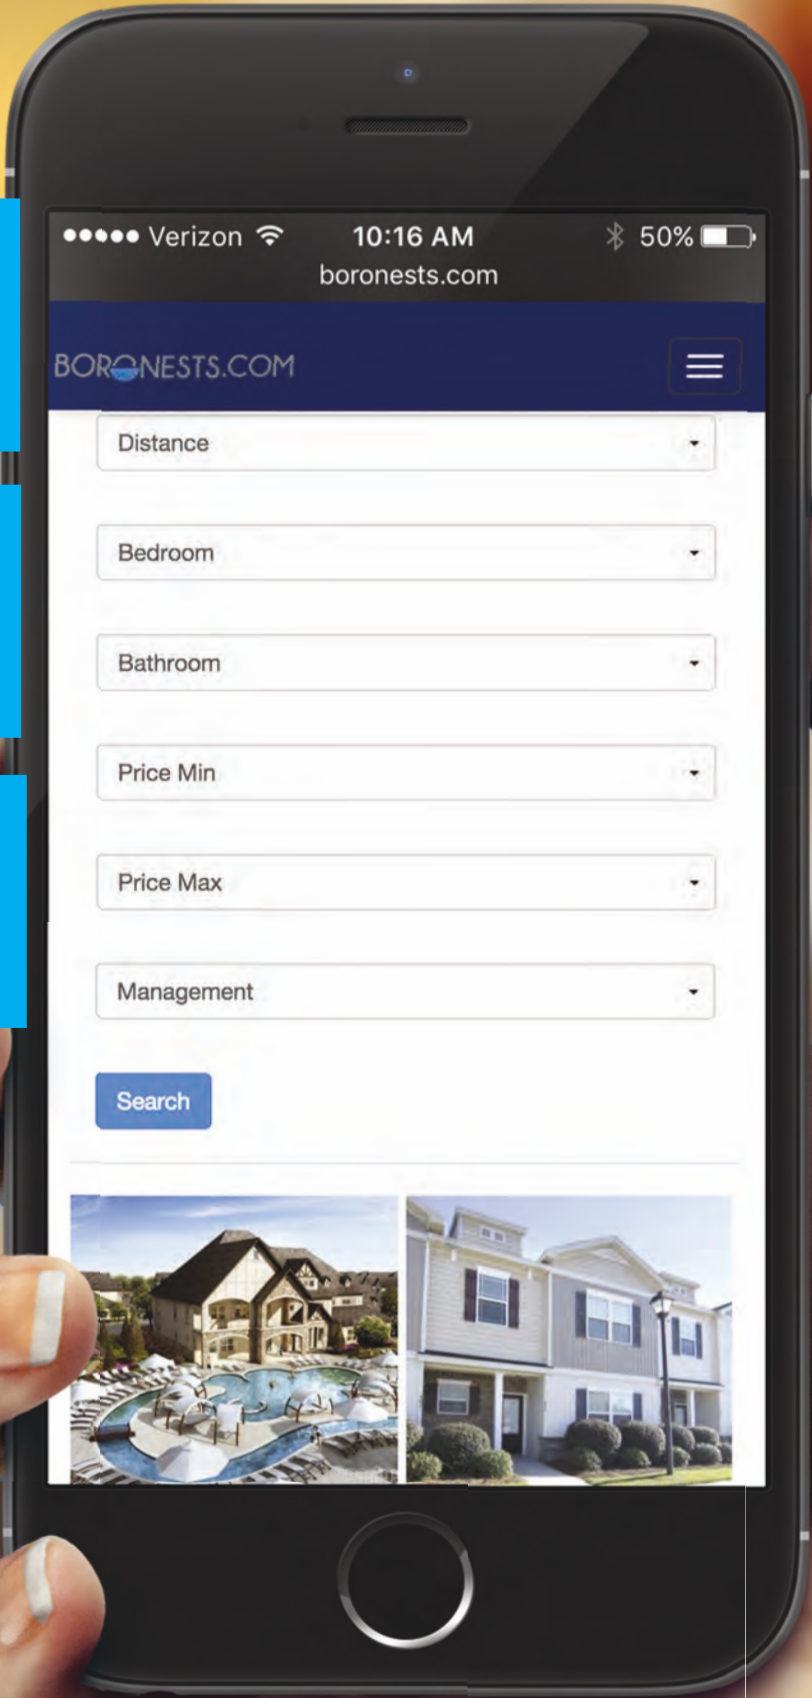 Verizon 10:16 AM 50%
boronests.com
BORONESTS.COM
Distance
Bedroom
Bathroom
Price Min
Price Max
Management
Search